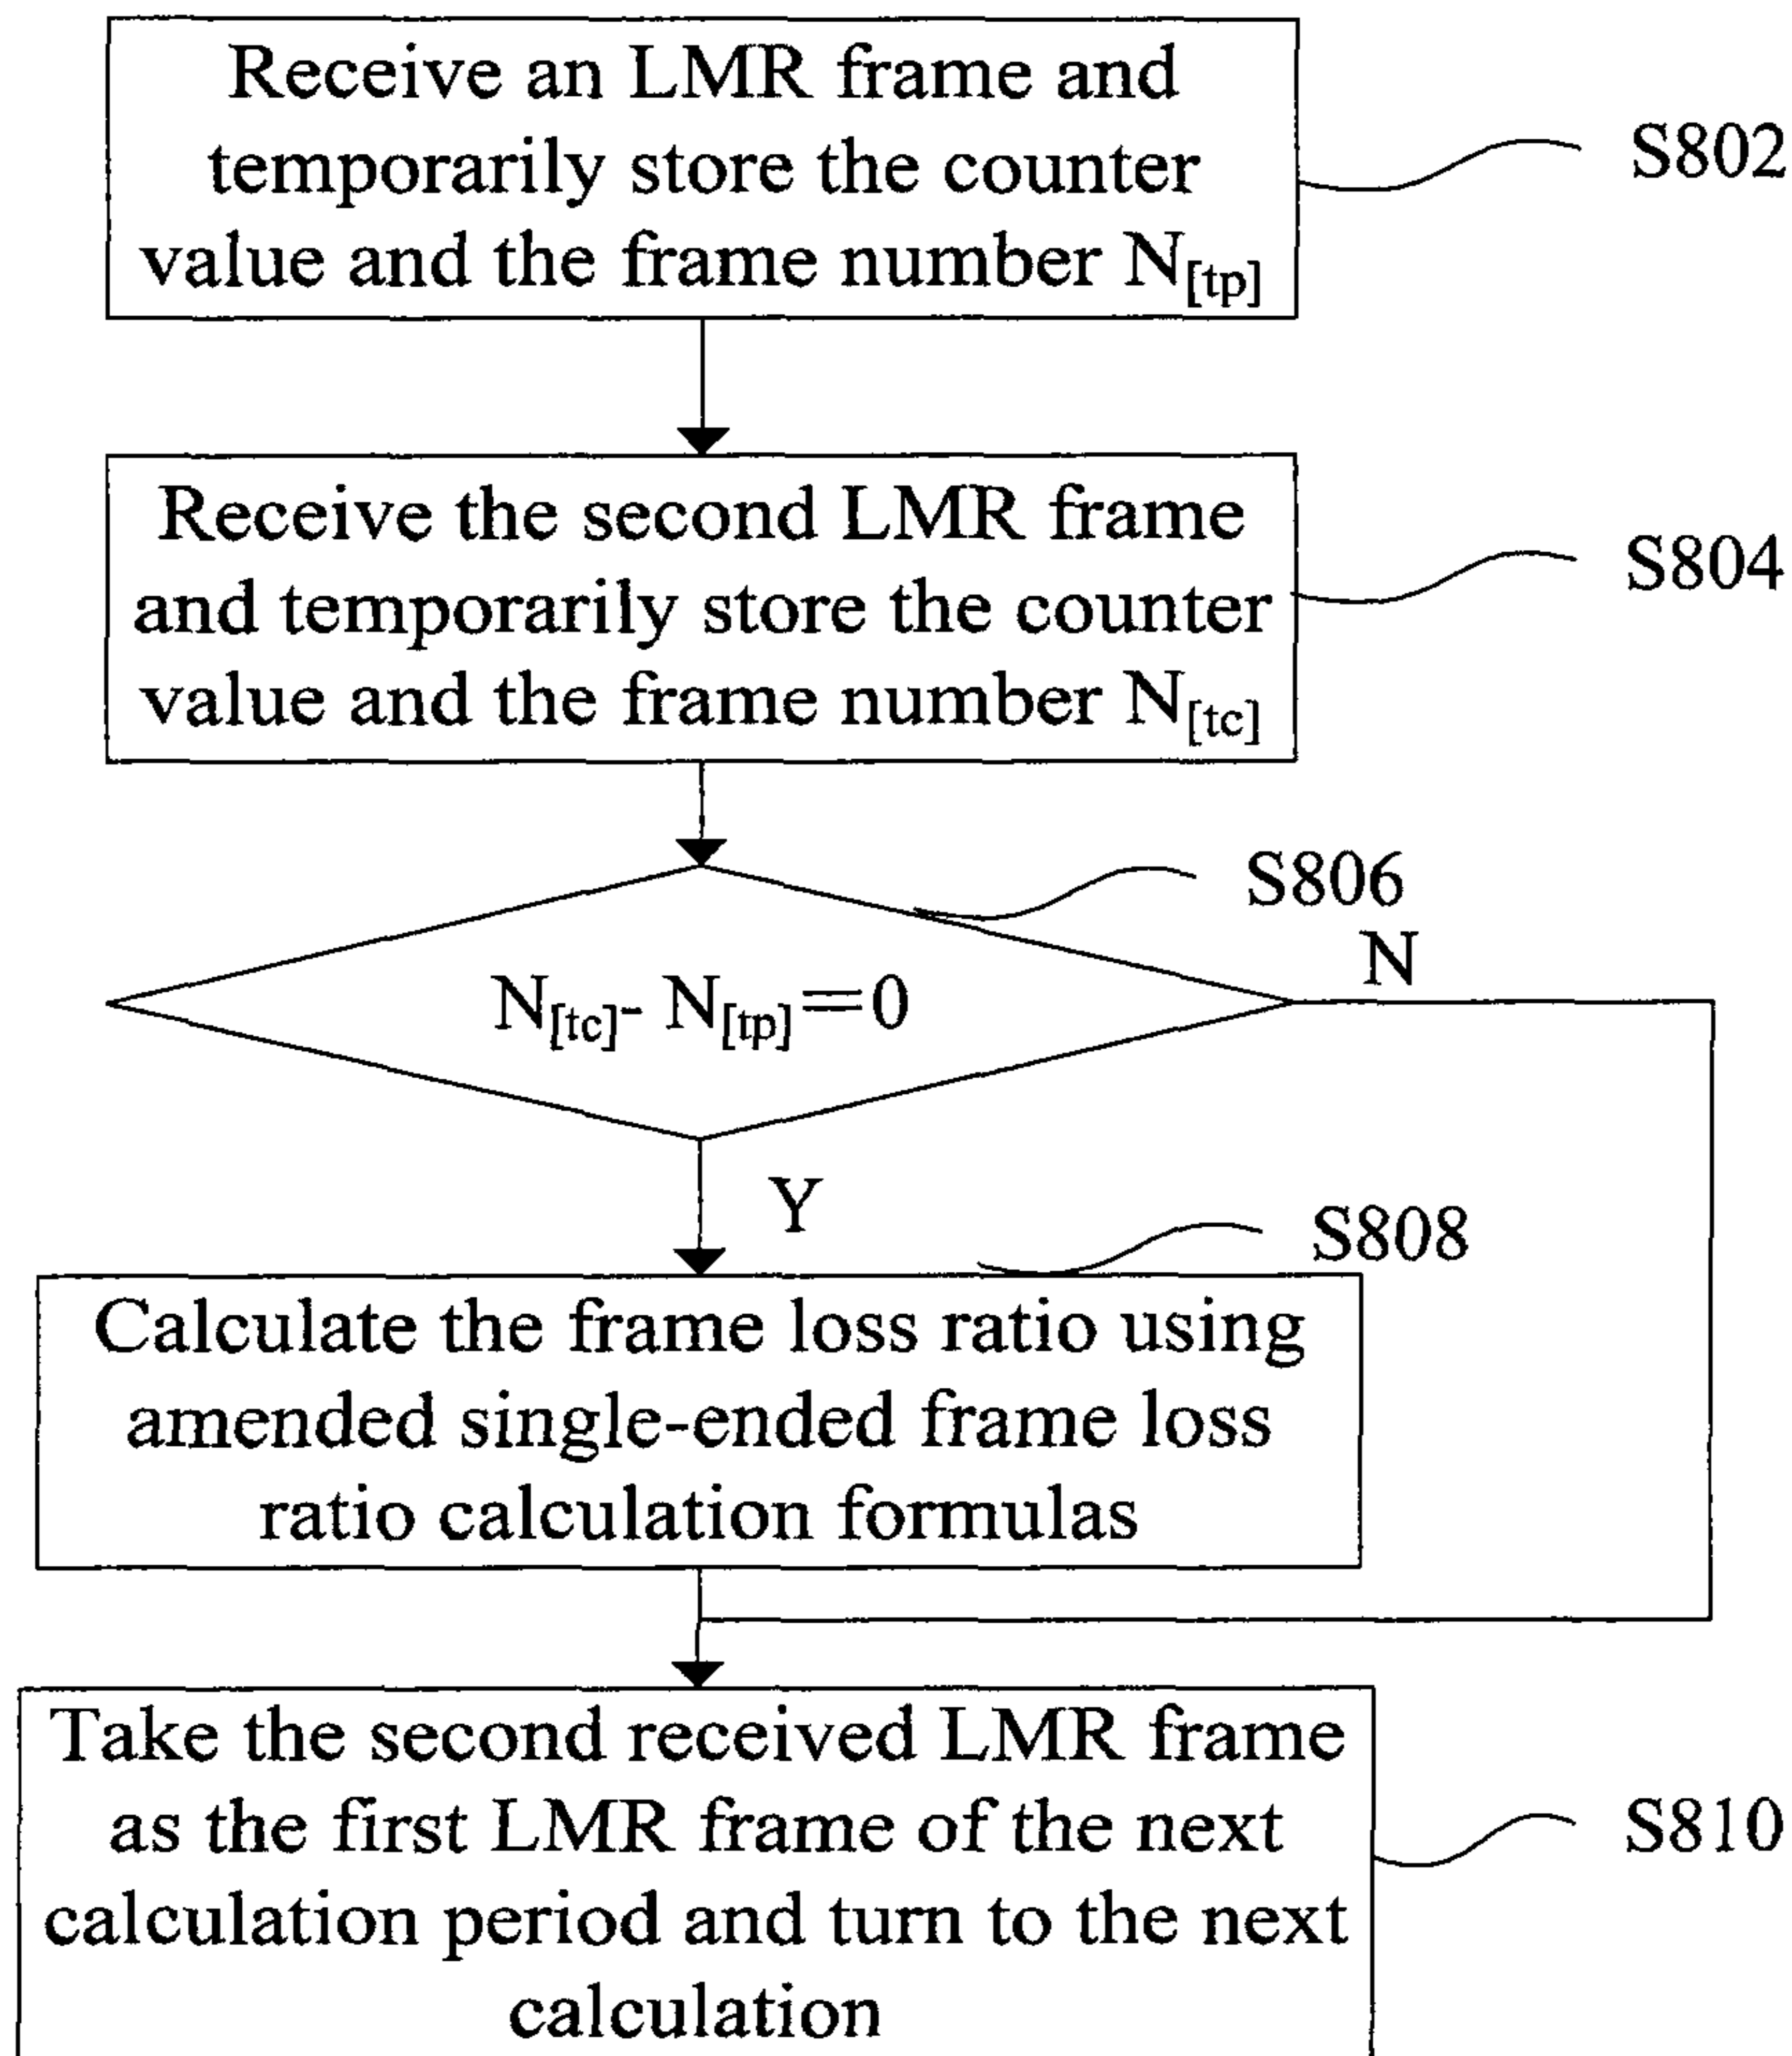 Receive an LMR frame and
temporarily store the counter
value and the frame number N[tp]
S802
Receive the second LMR frame
and temporarily store the counter
value and the frame number N[tc]
S804
S806
N
N[tc]- N[tp]==0
Y
S808
Calculate the frame loss ratio using
amended single-ended frame loss
ratio calculation formulas
Take the second received LMR frame
as the first LMR frame of the next
calculation period and turn to the next
calculation
S810